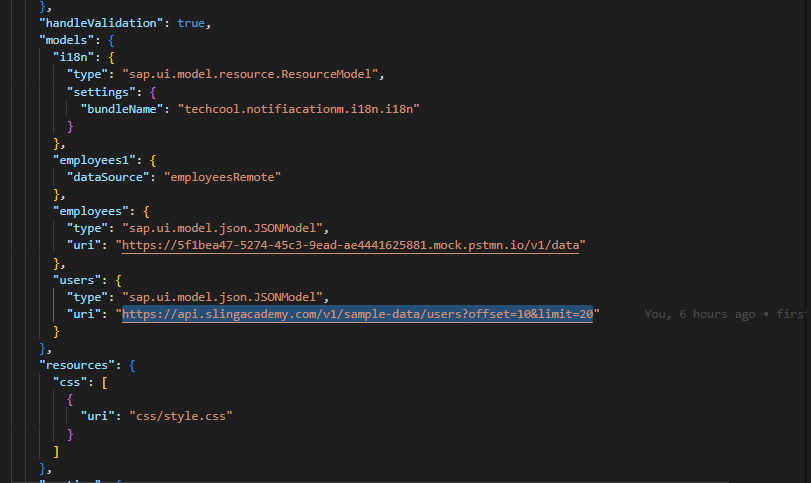 },
"handleValidation": true,
"models": {
"i18n": {
"type": "sap.ui.model.resource.ResourceModel",
"settings": {
"bundleName": "techcool.notifiacationm.i18n.i18n"
}
},
"employees1": {
"dataSource": "employeesRemote"
},
"employees": {
"type": "sap.ui.model.json.JSONModel",
"uri": "https://5f1bea47-5274-45c3-9ead-ae4441625881.mock.pstmn.io/v1/data"
},
"users": {
"type": "sap.ui.model.json.JSONModel",
"uri": "https://api.slingacademy.com/v1/sample-data/users?offset=10&limit=20" You, 6 hours ago • first
}
},
"resources": {
"css": [
{
"uri": "css/style.css"
}
]
},